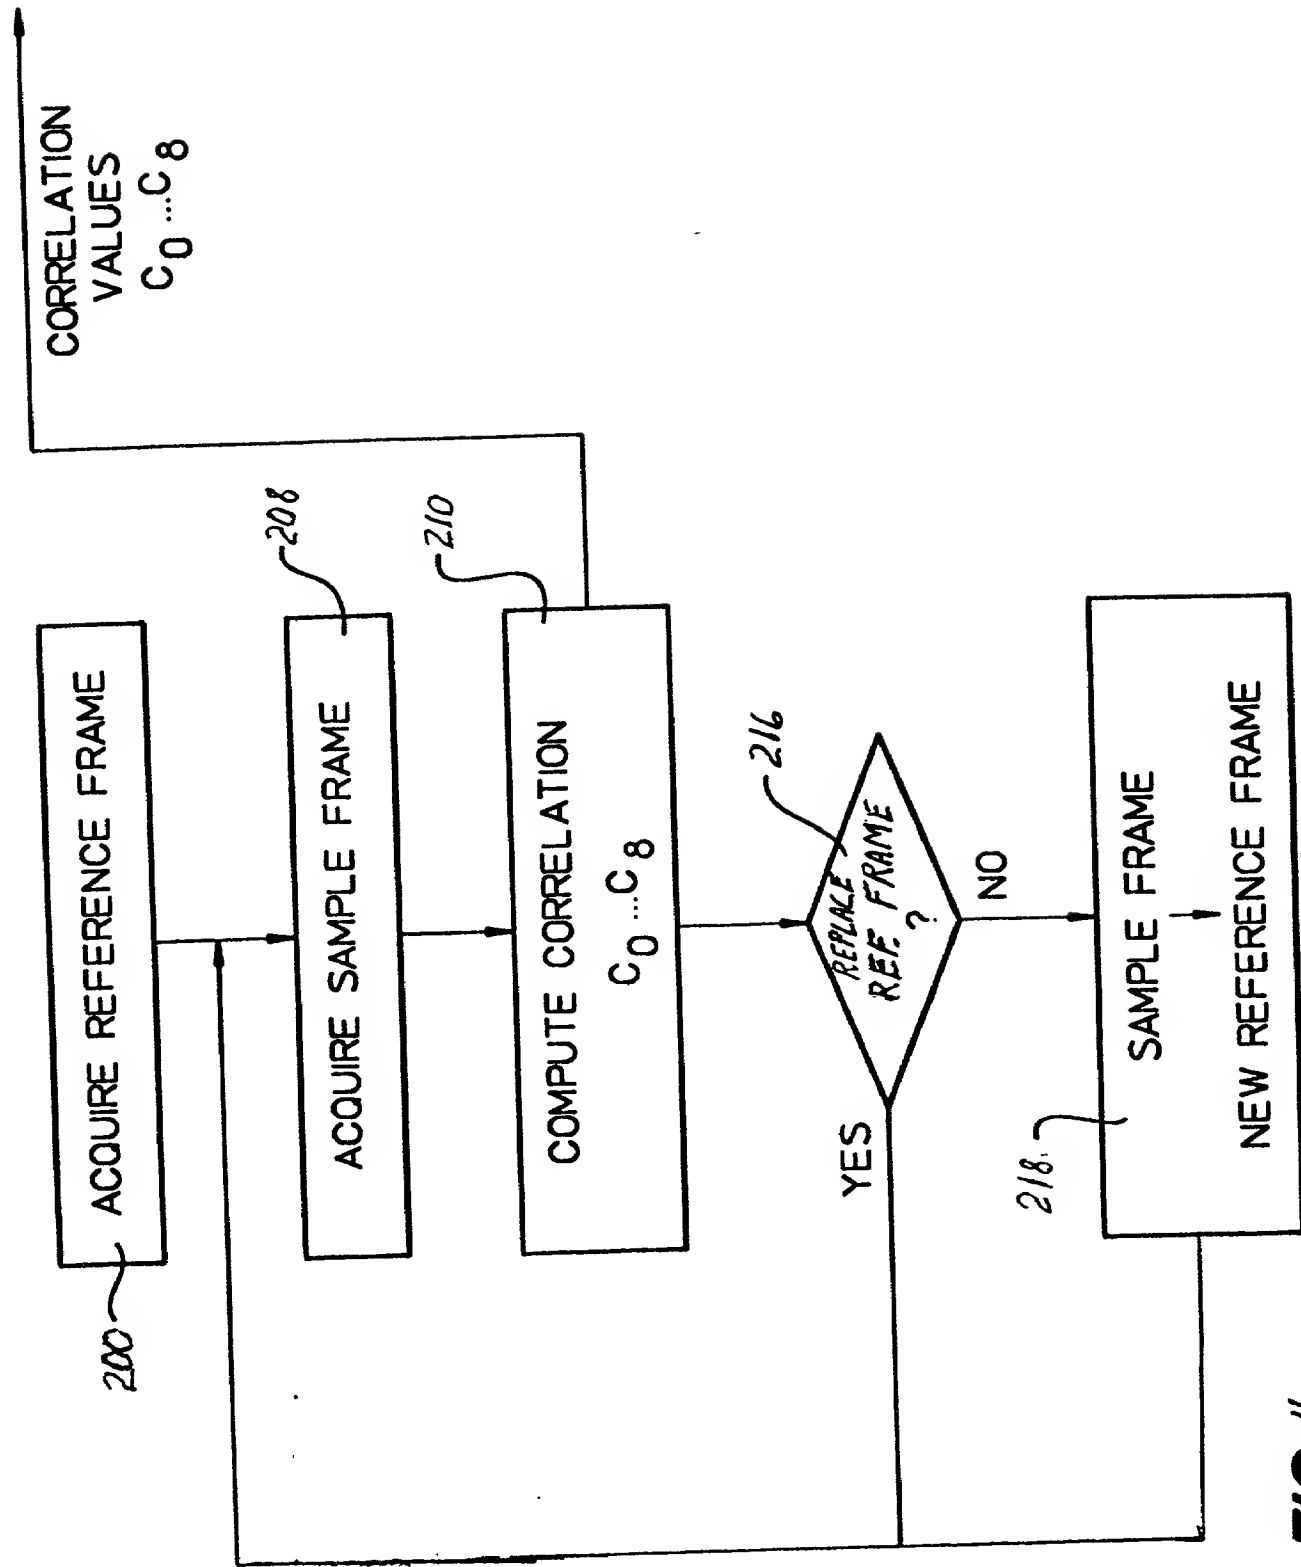 CORRELATION
VALUES
C0 ...C8
200
ACQUIRE REFERENCE FRAME
208
ACQUIRE SAMPLE FRAME
210
COMPUTE CORRELATION
C0 ...C8
216
REPLACE
REF. FRAME
?
YES
NO
218.
SAMPLE FRAME
NEW REFERENCE FRAME